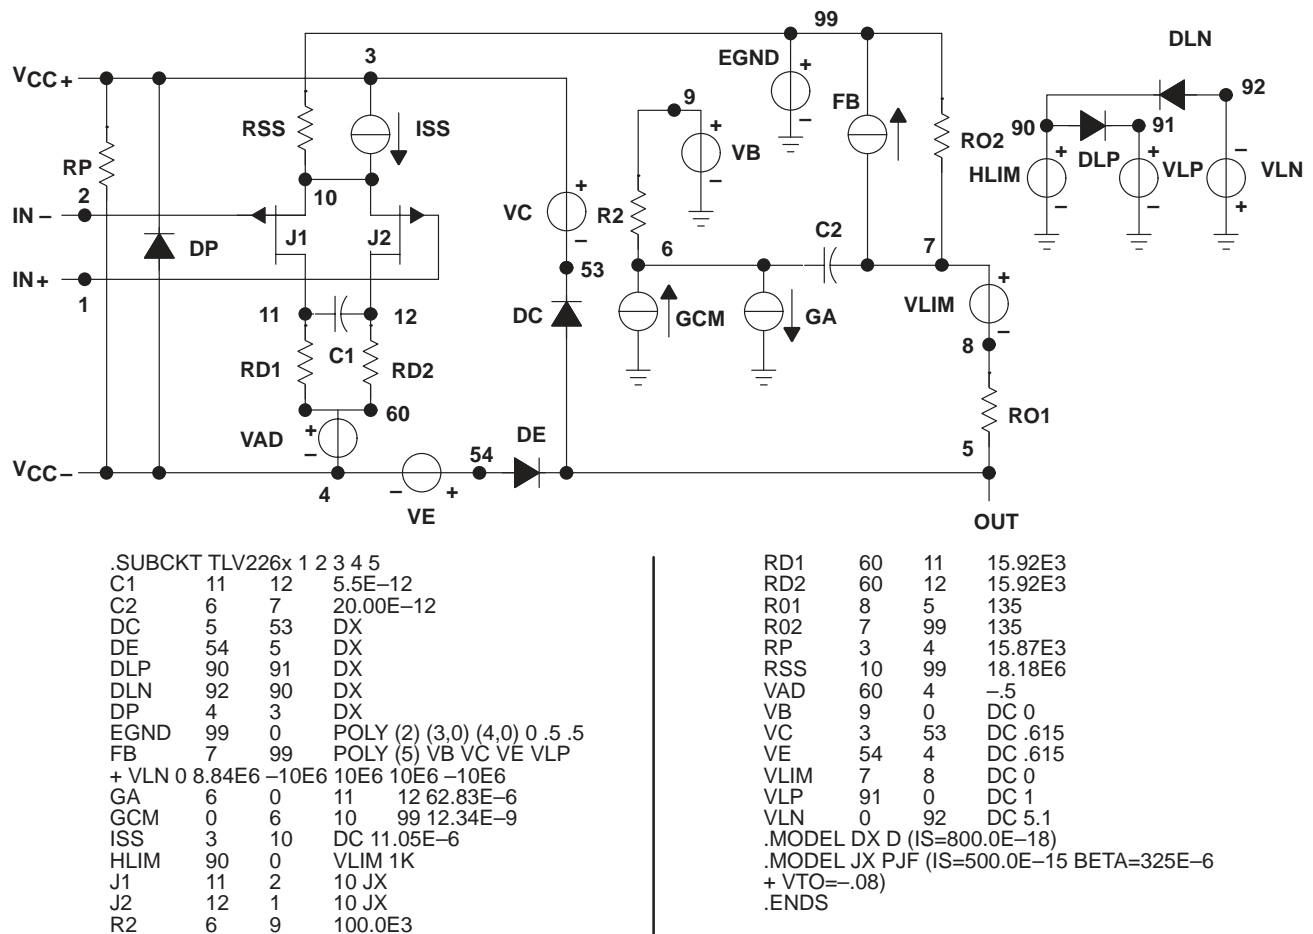 99
DLN
3
VCC+
EGND
+
–
9
FB
92
RSS
ISS
+
VB
–
RO2
90
91
RP
DLP
HLIM
+
–
+
VLP
–
–
VLN
+
2
10
IN –
VC
+
–
R2
C2
J1
J2
6
7
DP
IN+
53
1
GCM
GA
VLIM
+
–
11
12
DC
C1
8
RD1
RD2
RO1
60
VAD
+
–
DE
5
54
VCC–
4
–
+
VE
OUT
.SUBCKT TLV226x 1 2 3 4 5
C1 11 12 5.5E–12
C2 6 7 20.00E–12
DC 5 53 DX
DE 54 5 DX
DLP 90 91 DX
DLN 92 90 DX
DP 4 3 DX
EGND 99 0 POLY (2) (3,0) (4,0) 0 .5 .5
FB 7 99 POLY (5) VB VC VE VLP
+ VLN 0 8.84E6 –10E6 10E6 10E6 –10E6
GA 6 0 11 12 62.83E–6
GCM 0 6 10 99 12.34E–9
ISS 3 10 DC 11.05E–6
HLIM 90 0 VLIM 1K
J1 11 2 10 JX
J2 12 1 10 JX
R2 6 9 100.0E3
RD1 60 11 15.92E3
RD2 60 12 15.92E3
R01 8 5 135
R02 7 99 135
RP 3 4 15.87E3
RSS 10 99 18.18E6
VAD 60 4 –.5
VB 9 0 DC 0
VC 3 53 DC .615
VE 54 4 DC .615
VLIM 7 8 DC 0
VLP 91 0 DC 1
VLN 0 92 DC 5.1
.MODEL DX D (IS=800.0E–18)
.MODEL JX PJF (IS=500.0E–15 BETA=325E–6
+ VTO=–.08)
.ENDS